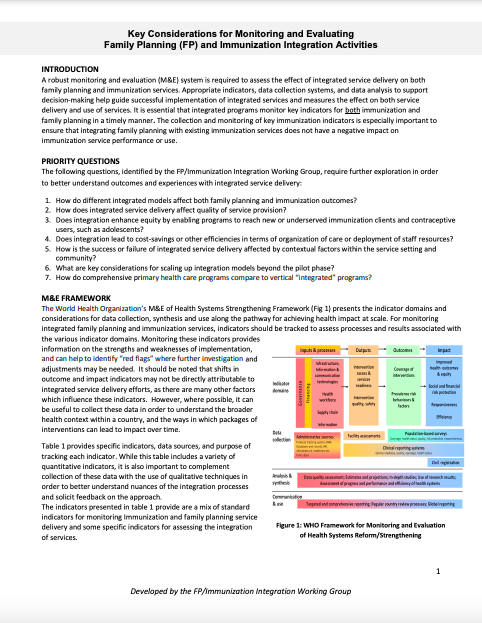 Key Considerations for Monitoring and Evaluating
Family Planning (FP) and Immunization Integration Activities
INTRODUCTION
A robust monitoring and evaluation (M&E) system is required to assess the effect of integrated service delivery on both
family planning and immunization services. Appropriate indicators, data collection systems, and data analysis to support
decision-making help guide successful implementation of integrated services and measures the effect on both service
delivery and use of services. It is essential that integrated programs monitor key indicators for both immunization and
family planning in a timely manner. The collection and monitoring of key immunization indicators is especially important to
ensure that integrating family planning with existing immunization services does not have a negative impact on
immunization service performance or use.
PRIORITY QUESTIONS
The following questions, identified by the FP/Immunization Integration Working Group, require further exploration in order
to better understand outcomes and experiences with integrated service delivery:
1. How do different integrated models affect both family planning and immunization outcomes?
2. How does integrated service delivery affect quality of service provision?
3. Does integration enhance equity by enabling programs to reach new or underserved immunization clients and contraceptive
users, such as adolescents?
4. Does integration lead to cost-savings or other efficiencies in terms of organization of care or deployment of staff resources?
5. How is the success or failure of integrated service delivery affected by contextual factors within the service setting and
community?
6. What are key considerations for scaling up integration models beyond the pilot phase?
7. How do comprehensive primary health care programs compare to vertical "integrated" programs?
M&E FRAMEWORK
The World Health Organization's M&E of Health Systems Strengthening Framework (Fig 1) presents the indicator domains and
considerations for data collection, synthesis and use along the pathway for achieving health impact at scale. For monitoring
integrated family planning and immunization services, indicators should be tracked to assess processes and results associated with
the various indicator domains. Monitoring these indicators provides
information on the strengths and weaknesses of implementation,
and can help to identify "red flags" where further investigation and
adjustments may be needed. It should be noted that shifts in
outcome and impact indicators may not be directly attributable to
integrated service delivery efforts, as there are many other factors
which influence these indicators. However, where possible, it can
be useful to collect these data in order to understand the broader
health context within a country, and the ways in which packages of
interventions can lead to impact over time.
Table 1 provides specific indicators, data sources, and purpose of
tracking each indicator. While this table includes a variety of
quantitative indicators, it is also important to complement
collection of these data with the use of qualitative techniques in
order to better understand nuances of the integration processes
and solicit feedback on the approach.
The indicators presented in table 1 provide are a mix of standard
indicators for monitoring Immunization and family planning service
delivery and some specific indicators for assessing the integration
of services.
Inputs & processes
Outputs
Outcomes
Impact
Indicator
domains
Governance
Financing
Infrastructure
Information &
communication
technologies
Health
workforce
Supply chain
Information
Intervention
access &
services
readiness
Intervention
quality, safety
Coverage of
interventions
Prevalence risk
behaviours &
factors
Improved
health outcomes
& equity
Social and financial
risk protection
Responsiveness
Efficiency
Data
collection
Administrative sources
Facility assessments
Population-based surveys
Clinical reporting systems
Civil registration
Analysis &
synthesis
Data quality assessment; Estimates and projections; In-depth studies; Use of research results;
Assessment of progress and performance and efficiency of health systems
Communication
& use
Targeted and comprehensive reporting; Regular country review processes; Global reporting
Figure 1: WHO Framework for Monitoring and Evaluation
of Health Systems Reform/Strengthening
1
Developed by the FP/Immunization Integration Working Group